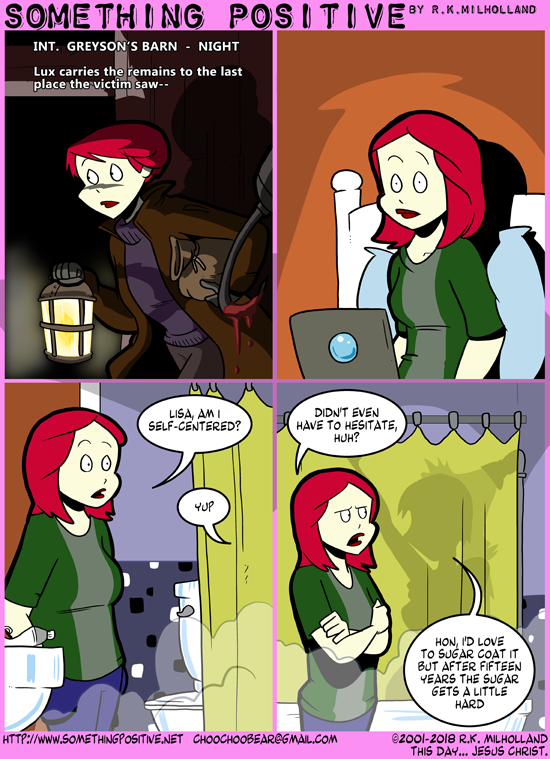 SOMETHING POSITIVE BY R.K.MILHOLLAND
INT. GREYSON'S BARN - NIGHT
Lux carries the remains to the last
place the victim saw--
LISA, AM I
SELF-CENTERED?
YUP
DIDN'T EVEN
HAVE TO HESITATE,
HUH?
HON, I'D LOVE
TO SUGAR COAT IT
BUT AFTER FIFTEEN
YEARS THE SUGAR
GETS A LITTLE
HARD
HTTP://WWW.SOMETHINGPOSITIVE.NET CHOOCHOOBEAR@GMAIL.COM
©2001-2018 R.K. MILHOLLAND
THIS DAY... JESUS CHRIST.